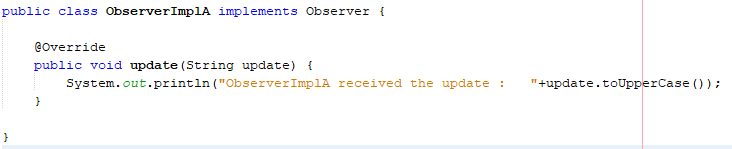 public class ObserverImplA implements Observer {
@Override
public void update(String update) {
System.out.println("ObserverImplA received the update :   "+update.toUpperCase());
}
}